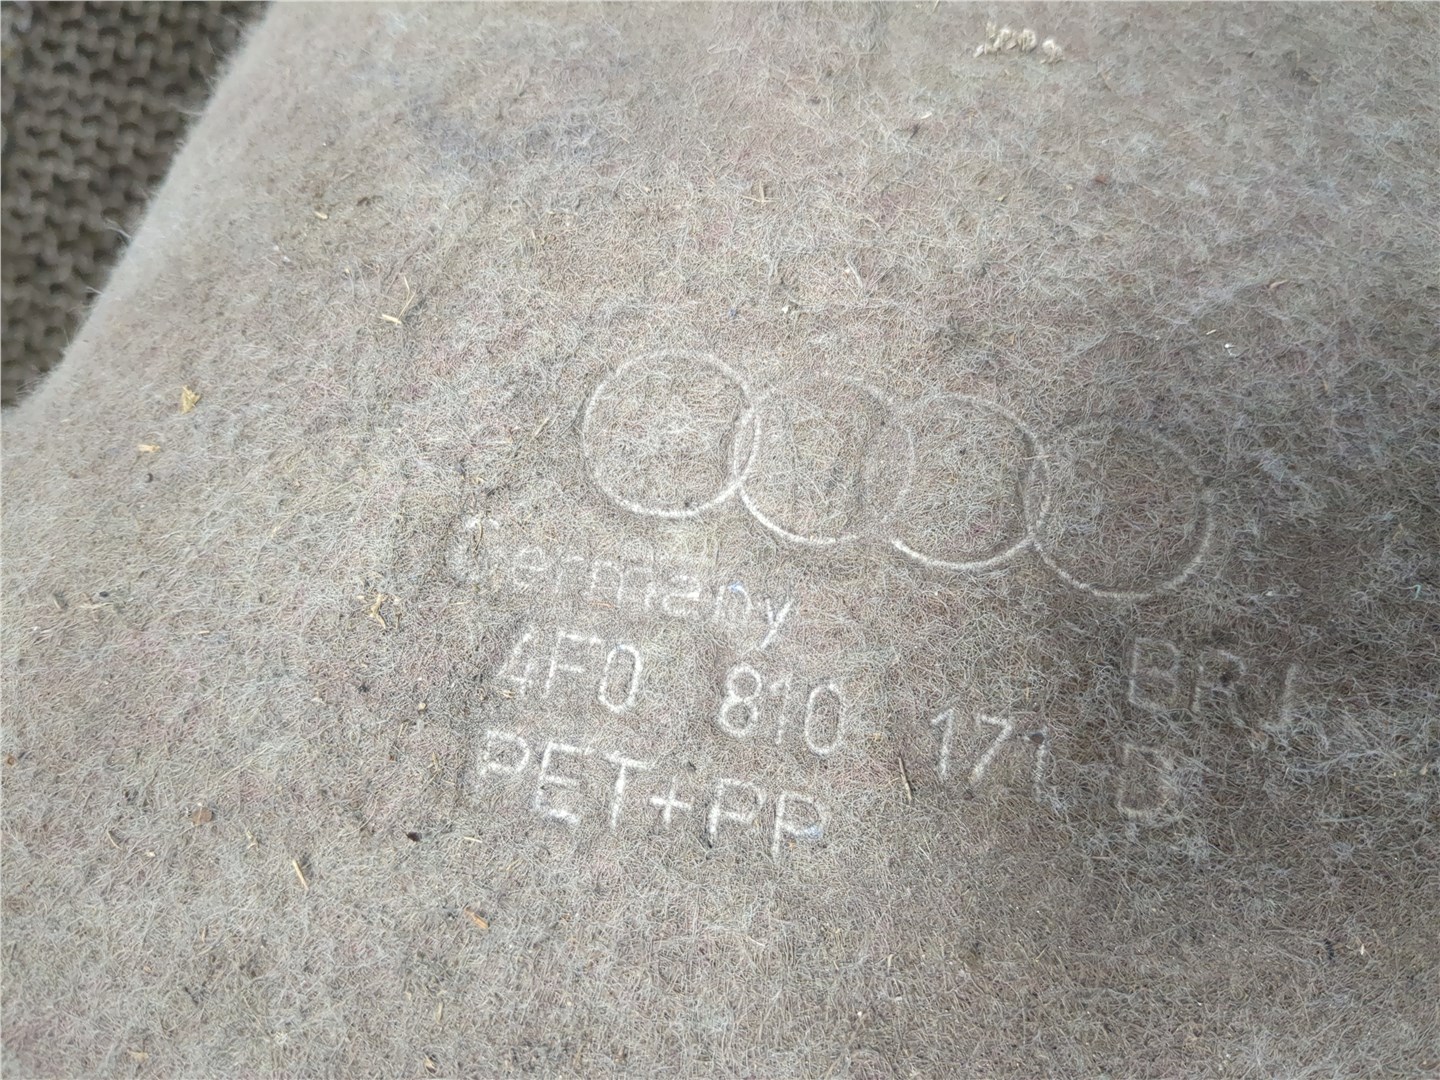 Germany
4F0 810 171 D
BRJ
PET+PP